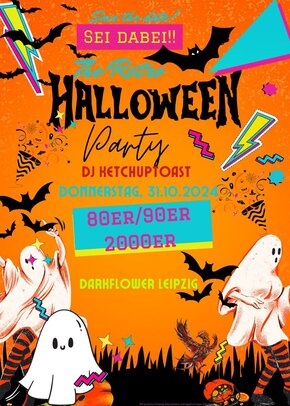 Save the date!
SEI DABEI!!
The Retro
HALLOWEEN
Party
DJ KETCHUPTOAST
DONNERSTAG, 31.10.2024
80ER/90ER
2000ER
DARKFLOWER LEIPZIG